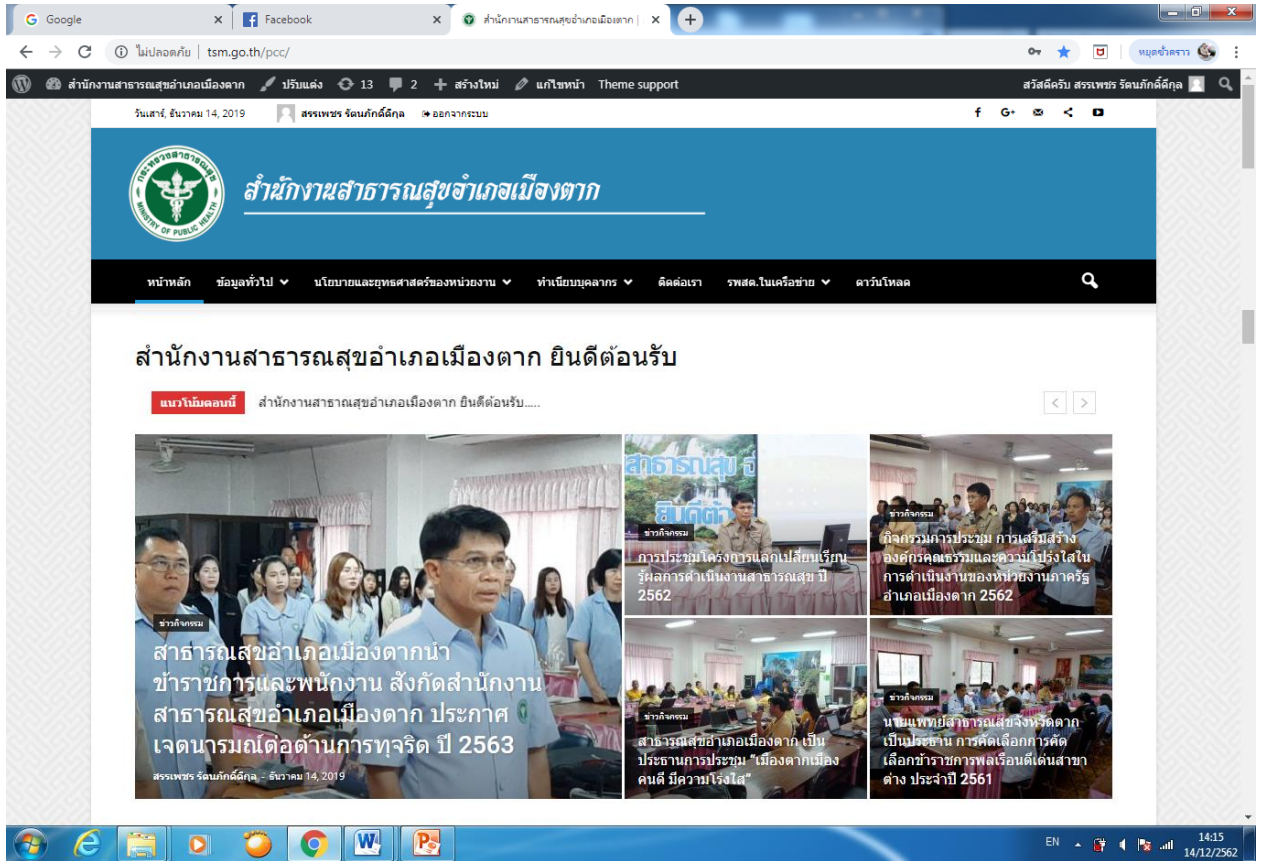 Google
Facebook
สำนักงานสาธารณสุขอำเภอเมืองตาก |
ไม่ปลอดภัย | tsm.go.th/pcc/
หยุดชั่วคราว
สำนักงานสาธารณสุขอำเภอเมืองตาก ปรับแต่ง 13 2 สร้างใหม่ แก้ไขหน้า Theme support สวัสดีครับ สรรเพชร รัตนภักดิ์ดีกุล
วันเสาร์, ธันวาคม 14, 2019 สรรเพชร รัตนภักดิ์ดีกุล ออกจากระบบ
กระทรวงสาธารณสุข
MINISTRY OF PUBLIC HEALTH
สำนักงานสาธารณสุขอำเภอเมืองตาก
หน้าหลัก ข้อมูลทั่วไป นโยบายและยุทธศาสตร์ของหน่วยงาน ทำเนียบบุคลากร ติดต่อเรา รพสต.ในเครือข่าย ดาวน์โหลด
สำนักงานสาธารณสุขอำเภอเมืองตาก ยินดีต้อนรับ
แนวโน้มตอนนี้ สำนักงานสาธาณสุขอำเภอเมืองตาก ยินดีต้อนรับ.....
ข่าวกิจกรรม
สาธารณสุขอำเภอเมืองตากนำ
ข้าราชการและพนักงาน สังกัดสำนักงาน
สาธารณสุขอำเภอเมืองตาก ประกาศ
เจตนารมณ์ต่อด้านการทุจริต ปี 2563
สรรเพชร รัตนภักดิ์ดีกุล - ธันวาคม 14, 2019
สาธารณสุข
ข่าวกิจกรรม
การประชุมโครงการแลกเปลี่ยนเรียน
รู้ผลการดำเนินงานสาธารณสุข ปี
2562
ข่าวกิจกรรม
กิจกรรมการประชุม การเสริมสร้าง
องค์กรคุณธรรมและความโปร่งใสใน
การดำเนินงานของหน่วยงานภาครัฐ
อำเภอเมืองตาก 2562
ข่าวกิจกรรม
สาธารณสุขอำเภอเมืองตาก เป็น
ประธานการประชุม "เมืองตากเมือง
คนดี มีความโร่งใส"
ข่าวกิจกรรม
นายแพทย์สาธารณสุขจังหวัดตาก
เป็นประธาน การคัดเลือกการคัด
เลือกข้าราชการพลเรือนดีเด่นสาขา
ต่าง ประจำปี 2561
EN
14:15
14/12/2562